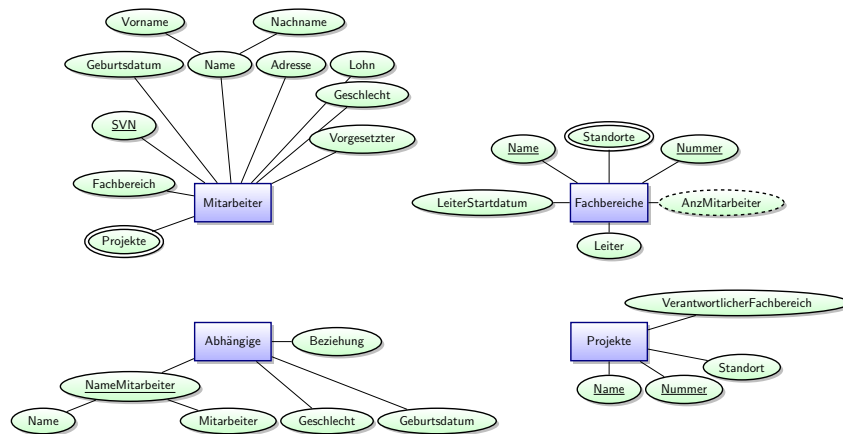 Vorname
Nachname
Geburtsdatum
Name
Adresse
Lohn
Geschlecht
SVN
Vorgesetzter
Fachbereich
Mitarbeiter
Projekte
Standorte
Name
Nummer
LeiterStartdatum
Fachbereiche
AnzMitarbeiter
Leiter
Abhängige
Beziehung
NameMitarbeiter
Name
Mitarbeiter
Geschlecht
Geburtsdatum
VerantwortlicherFachbereich
Projekte
Standort
Name
Nummer